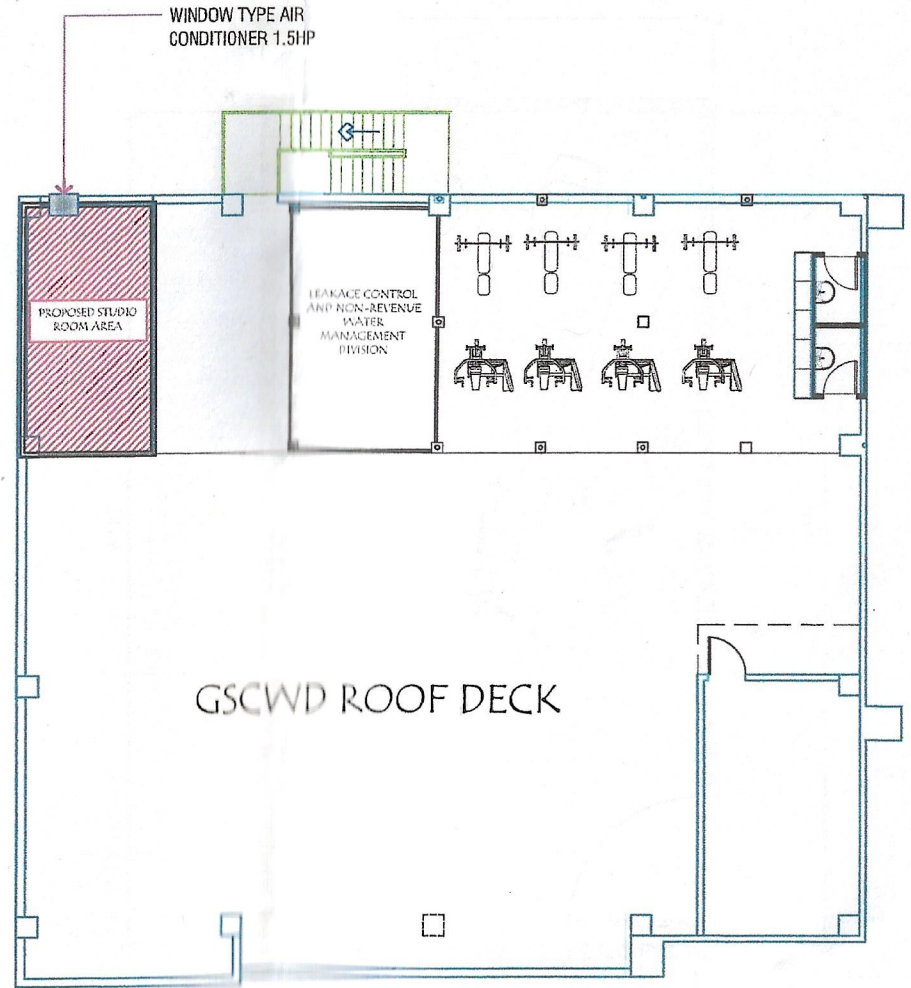 WINDOW TYPE AIR
CONDITIONER 1.5HP
PROPOSED STUDIO
ROOM AREA
LEAKAGE CONTROL
AND NON-REVENUE
WATER
MANAGEMENT
DIVISION
GSCWD ROOF DECK